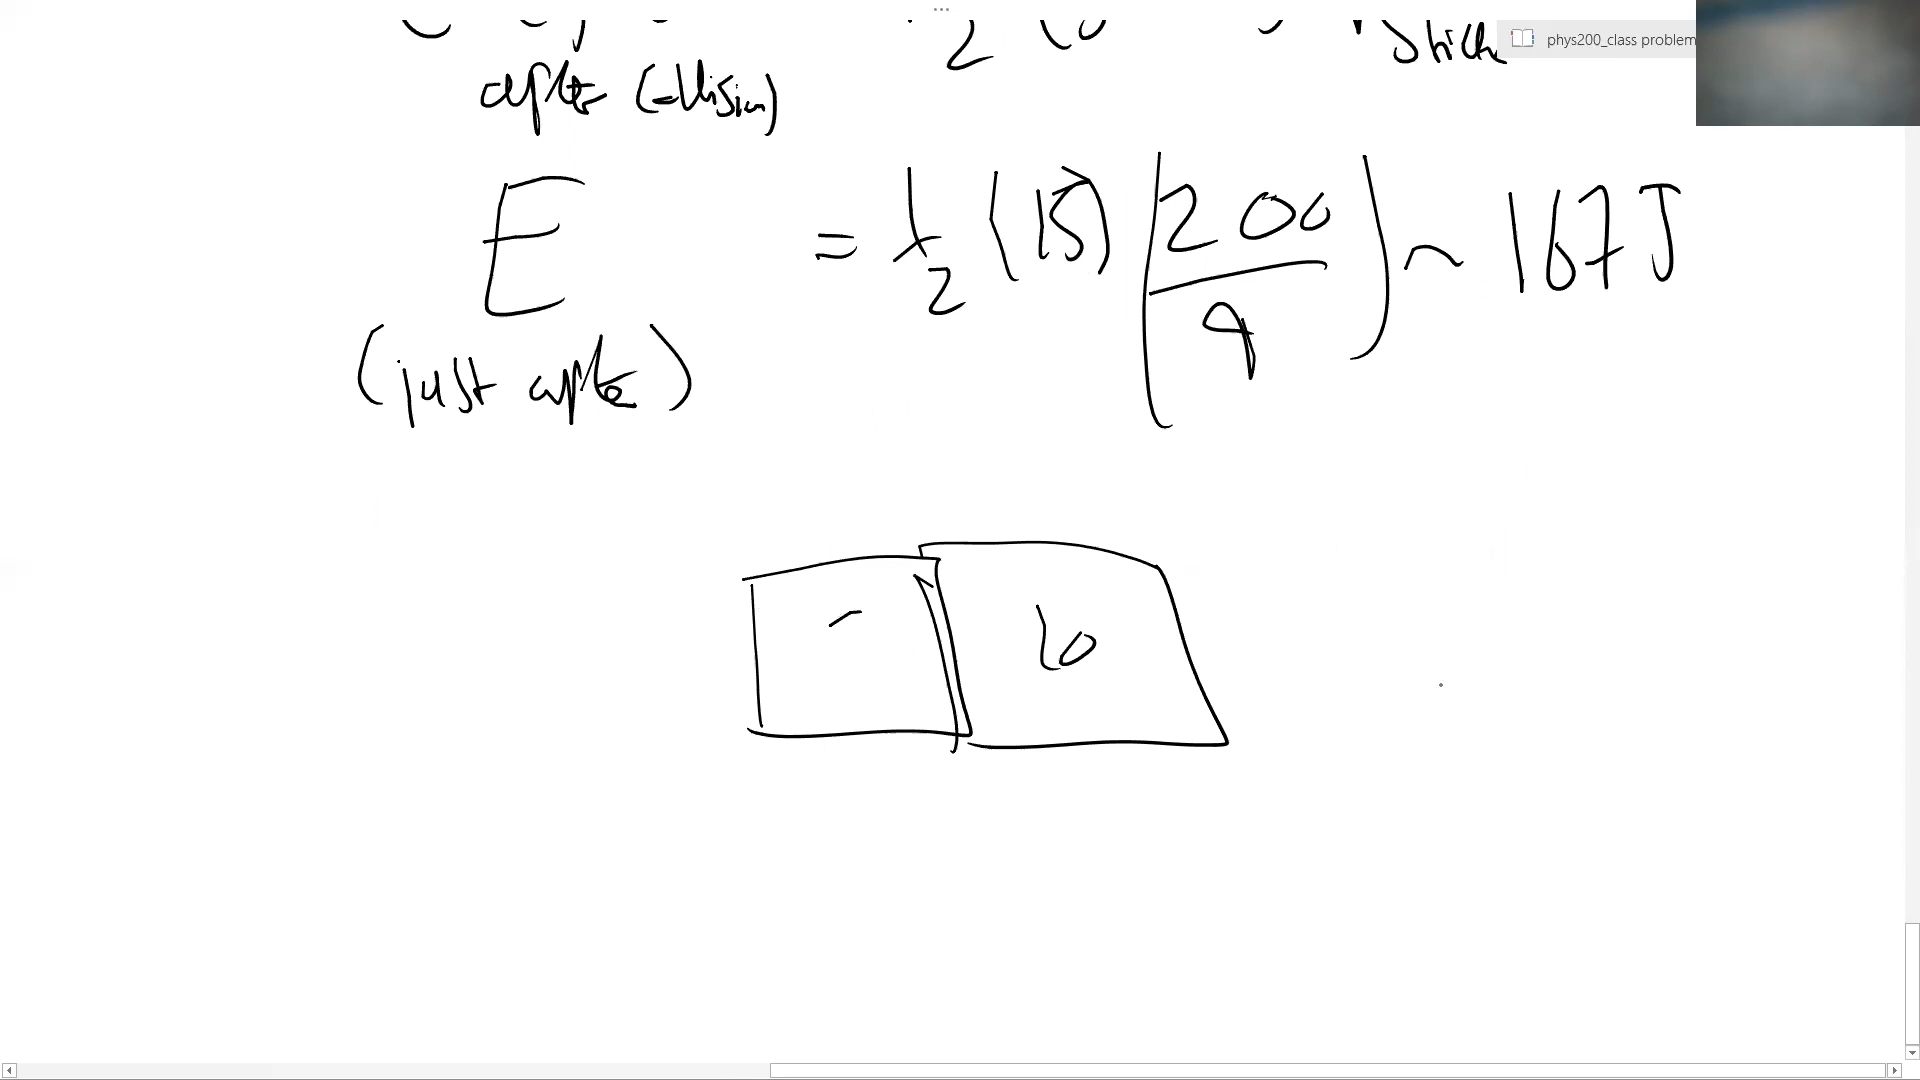 phys200_class problem
after (collision)
E = 1/2 (15) (200/9) ~ 167 J
(just after)
10